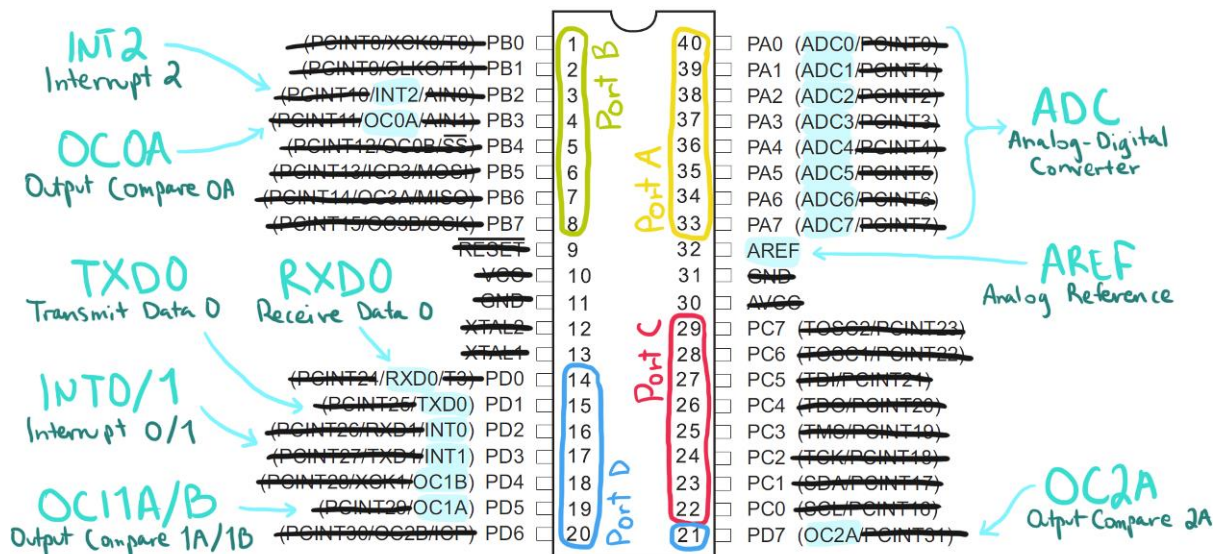 INT2
Interrupt 2
OC0A
Output Compare 0A
TXD0
Transmit Data 0
RXD0
Receive Data 0
INT0/1
Interrupt 0/1
OCI1A/B
Output Compare 1A/1B
(PCINT8/XCK0/T0) PB0 1
(PCINT9/CLKO/T1) PB1 2
(PCINT10/INT2/AIN0) PB2 3
(PCINT11/OC0A/AIN1) PB3 4
(PCINT12/OC0B/SS) PB4 5
(PCINT13/ICP3/MOSI) PB5 6
(PCINT14/OC3A/MISO) PB6 7
(PCINT15/OC3B/SCK) PB7 8
RESET 9
VCC 10
GND 11
XTAL2 12
XTAL1 13
(PCINT24/RXD0/T3) PD0 14
(PCINT25/TXD0) PD1 15
(PCINT26/RXD1/INT0) PD2 16
(PCINT27/TXD1/INT1) PD3 17
(PCINT28/XCK1/OC1B) PD4 18
(PCINT29/OC1A) PD5 19
(PCINT30/OC2B/ICP) PD6 20
Port B
Port A
Port C
Port D
40 PA0 (ADC0/PCINT0)
39 PA1 (ADC1/PCINT1)
38 PA2 (ADC2/PCINT2)
37 PA3 (ADC3/PCINT3)
36 PA4 (ADC4/PCINT4)
35 PA5 (ADC5/PCINT5)
34 PA6 (ADC6/PCINT6)
33 PA7 (ADC7/PCINT7)
32 AREF
31 GND
30 AVCC
29 PC7 (TOSC2/PCINT23)
28 PC6 (TOSC1/PCINT22)
27 PC5 (TDI/PCINT21)
26 PC4 (TDO/PCINT20)
25 PC3 (TMS/PCINT19)
24 PC2 (TCK/PCINT18)
23 PC1 (SDA/PCINT17)
22 PC0 (SCL/PCINT16)
21 PD7 (OC2A/PCINT31)
ADC
Analog-Digital
Converter
AREF
Analog Reference
OC2A
Output Compare 2A